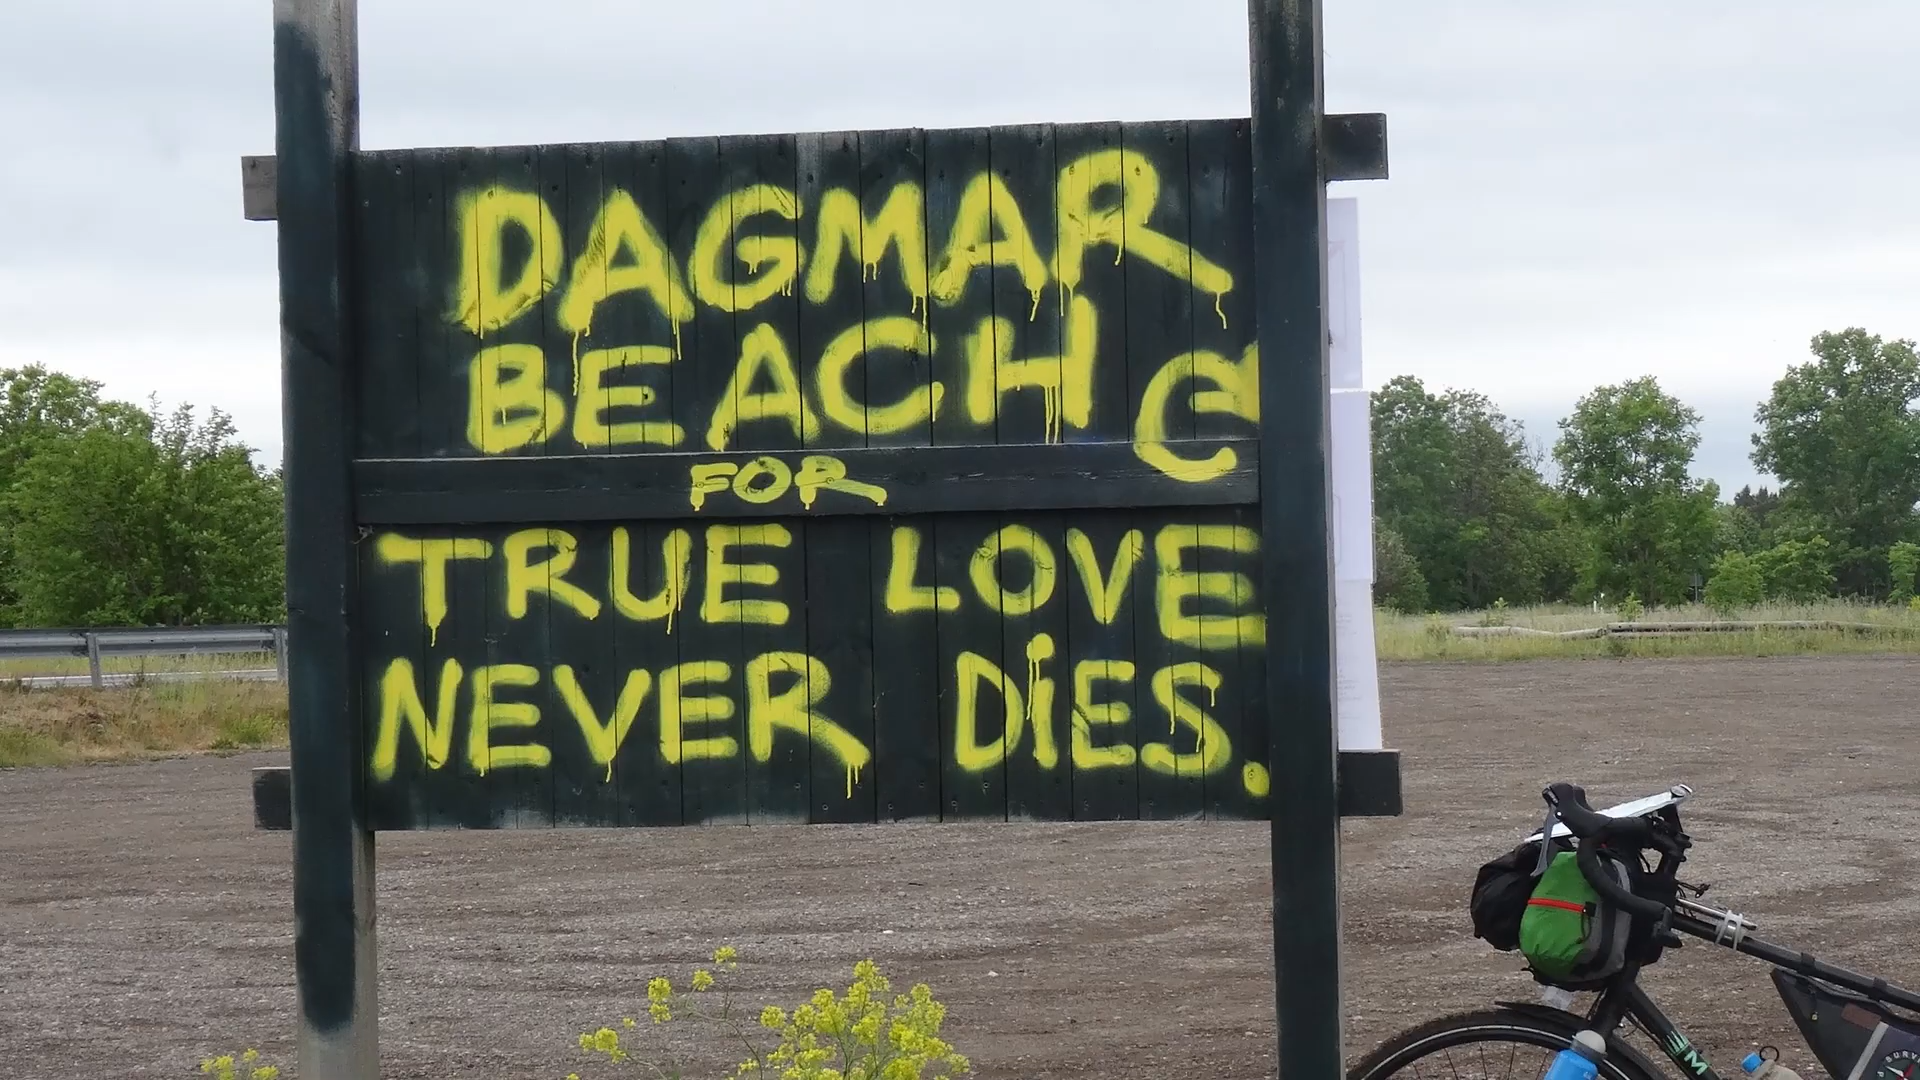 DAGMAR
BEACH
FOR
TRUE LOVE
NEVER DiES.